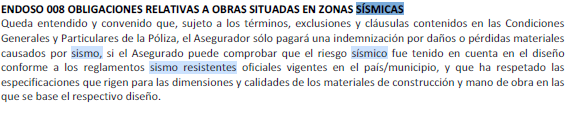 ENDOSO 008 OBLIGACIONES RELATIVAS A OBRAS SITUADAS EN ZONAS SÍSMICAS
Queda entendido y convenido que, sujeto a los términos, exclusiones y cláusulas contenidos en las Condiciones
Generales y Particulares de la Póliza, el Asegurador sólo pagará una indemnización por daños o pérdidas materiales
causados por sismo, si el Asegurado puede comprobar que el riesgo sísmico fue tenido en cuenta en el diseño
conforme a los reglamentos sismo resistentes oficiales vigentes en el país/municipio, y que ha respetado las
especificaciones que rigen para las dimensiones y calidades de los materiales de construcción y mano de obra en las
que se base el respectivo diseño.